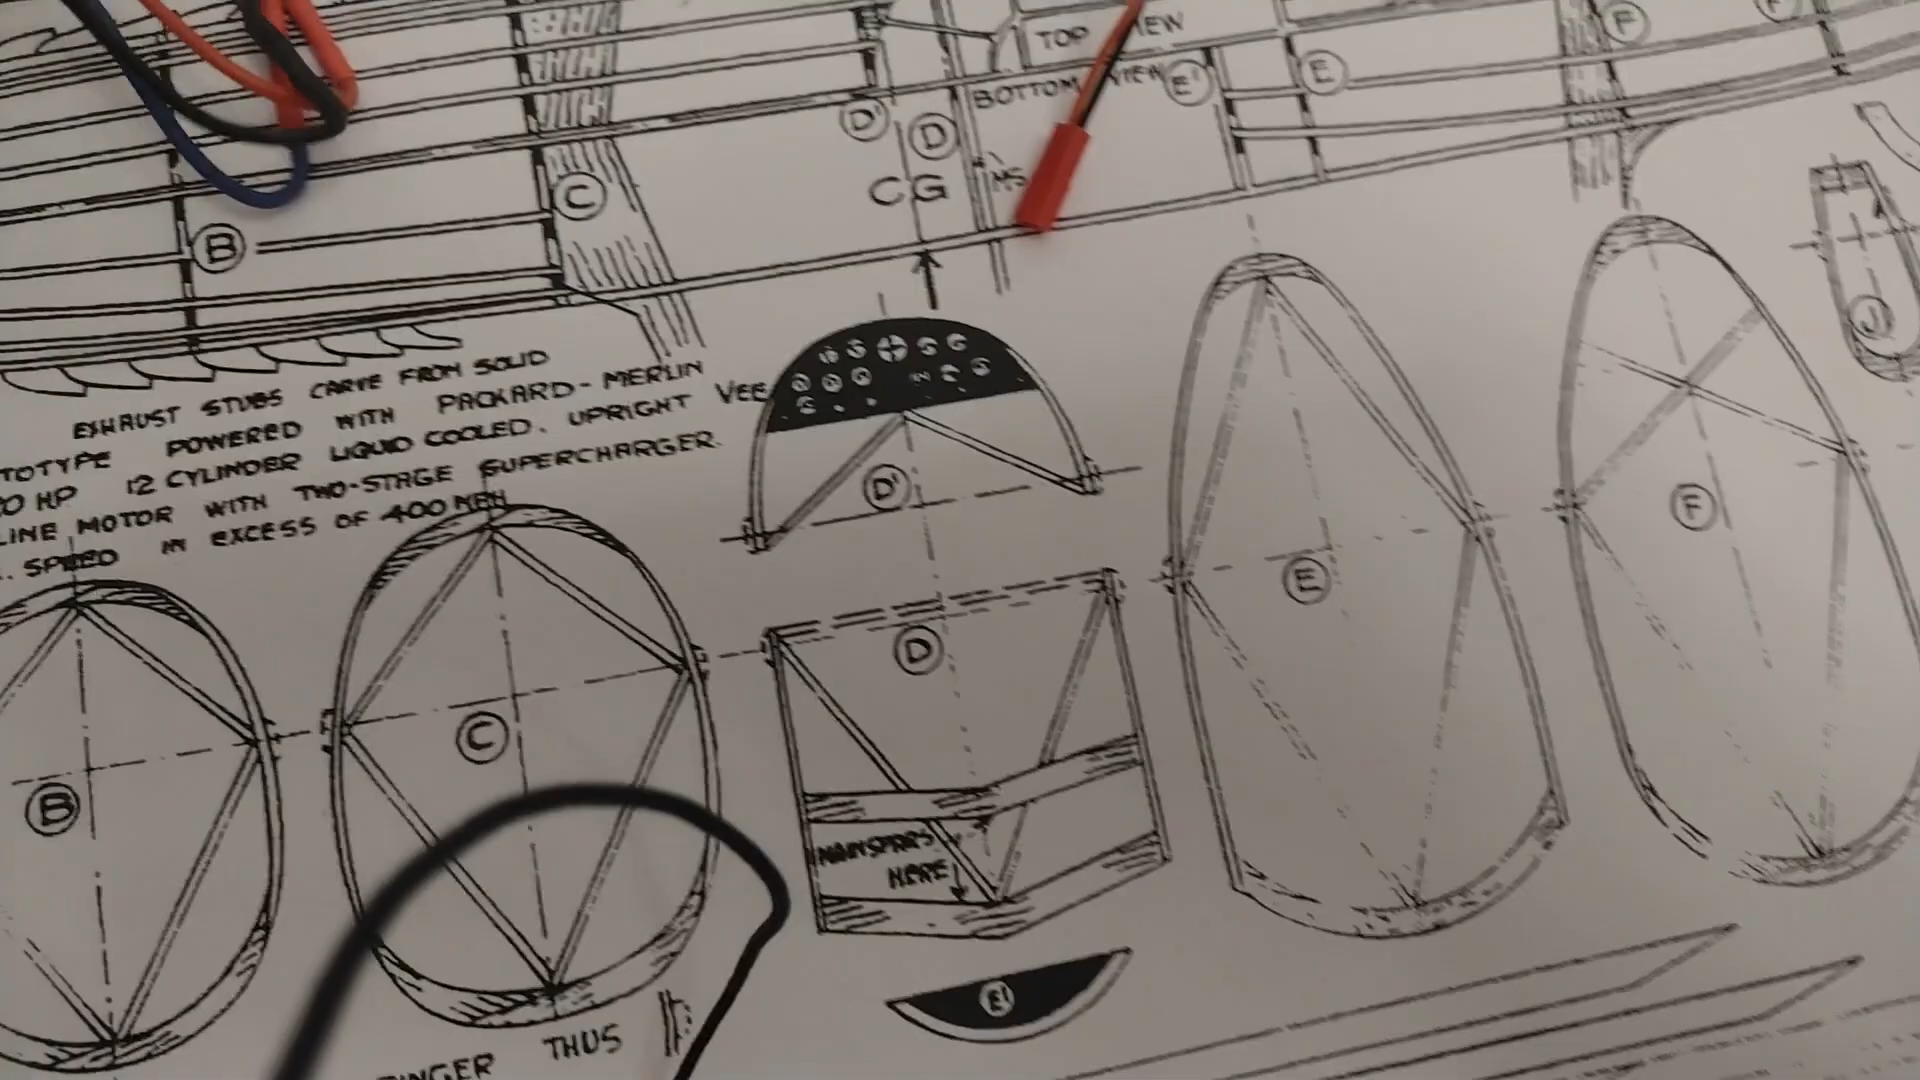 TOP VIEW
BOTTOM VIEW
E'
E
F
F
D'
D
C
B
CG
J
EXHAUST STUBS CARVE FROM SOLID
TOTYPE POWERED WITH PACKARD-MERLIN
0 HP 12 CYLINDER LIQUID COOLED. UPRIGHT VEE
LINE MOTOR WITH TWO-STAGE SUPERCHARGER.
. SPEED IN EXCESS OF 400 MPH
D'
D
E
F
C
B
MAINSPARS
HERE
E'
THUS